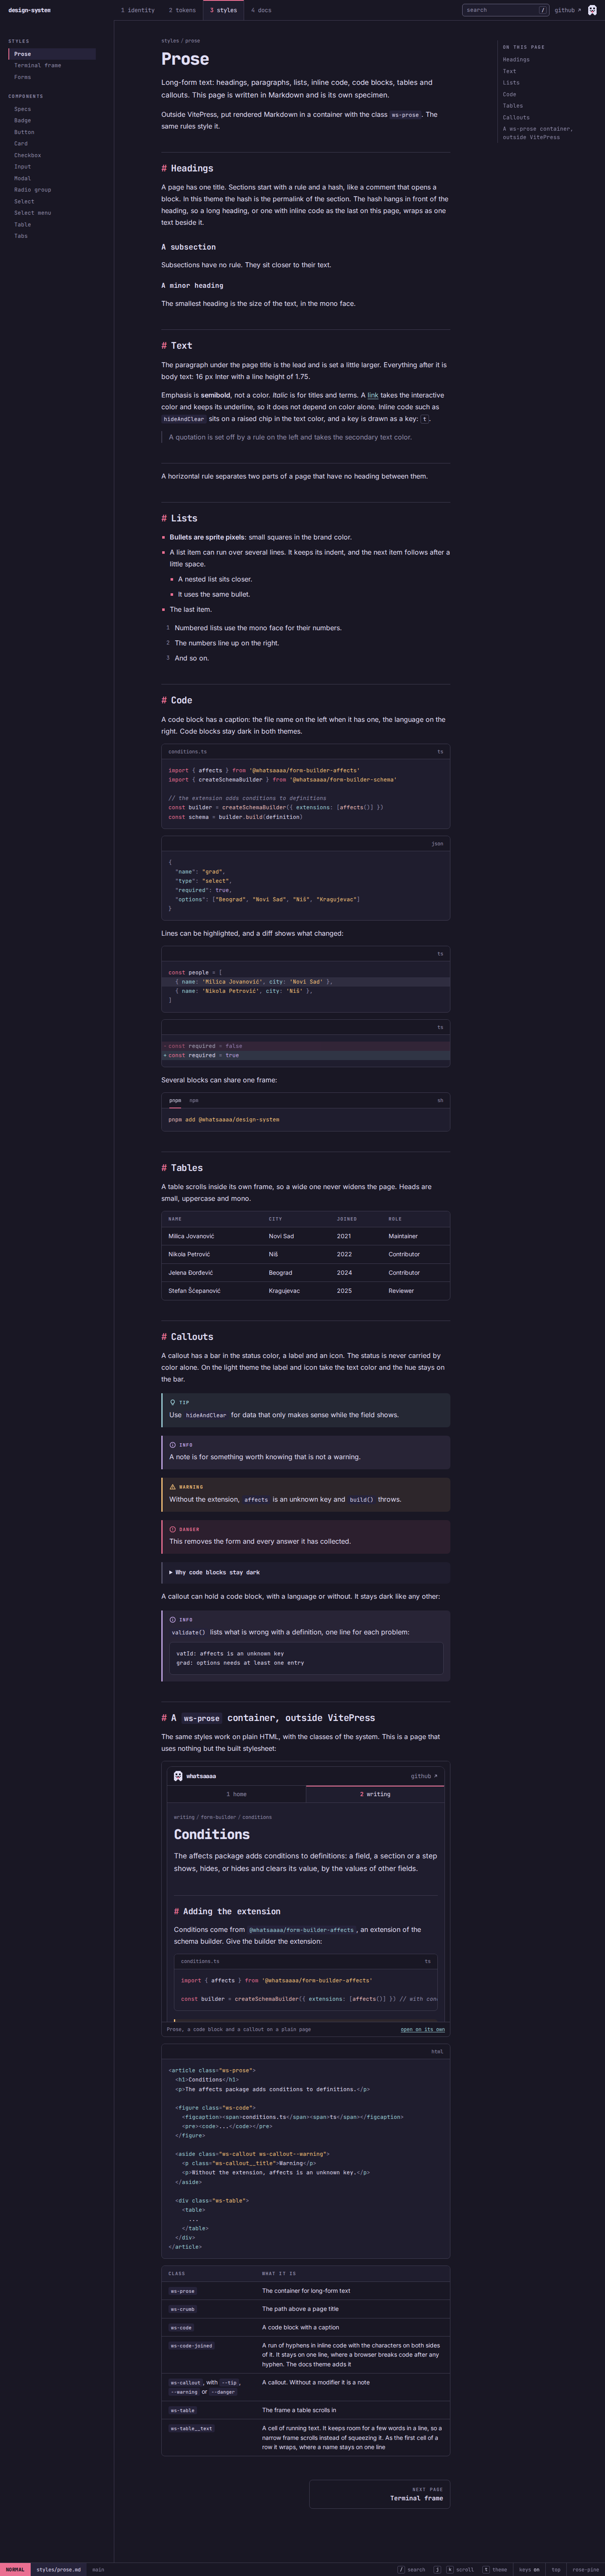 design-system
1 identity
2 tokens
3 styles
4 docs
search /
github ↗
STYLES
Prose
Terminal frame
Forms
COMPONENTS
Specs
Badge
Button
Card
Checkbox
Input
Modal
Radio group
Select
Select menu
Table
Tabs
styles / prose
Prose
Long-form text: headings, paragraphs, lists, inline code, code blocks, tables and
callouts. This page is written in Markdown and is its own specimen.
Outside VitePress, put rendered Markdown in a container with the class ws-prose. The
same rules style it.
# Headings
A page has one title. Sections start with a rule and a hash, like a comment that opens a
block. In this theme the hash is the permalink of the section. The hash hangs in front of the
heading, so a long heading, or one with inline code as the last on this page, wraps as one
text beside it.
A subsection
Subsections have no rule. They sit closer to their text.
A minor heading
The smallest heading is the size of the text, in the mono face.
# Text
The paragraph under the page title is the lead and is set a little larger. Everything after it is
body text: 16 px Inter with a line height of 1.75.
Emphasis is semibold, not a color. Italic is for titles and terms. A link takes the interactive
color and keeps its underline, so it does not depend on color alone. Inline code such as
hideAndClear sits on a raised chip in the text color, and a key is drawn as a key: t.
A quotation is set off by a rule on the left and takes the secondary text color.
A horizontal rule separates two parts of a page that have no heading between them.
# Lists
Bullets are sprite pixels: small squares in the brand color.
A list item can run over several lines. It keeps its indent, and the next item follows after a
little space.
A nested list sits closer.
It uses the same bullet.
The last item.
1 Numbered lists use the mono face for their numbers.
2 The numbers line up on the right.
3 And so on.
# Code
A code block has a caption: the file name on the left when it has one, the language on the
right. Code blocks stay dark in both themes.
conditions.ts ts
import { affects } from '@whatsaaaa/form-builder-affects'
import { createSchemaBuilder } from '@whatsaaaa/form-builder-schema'
// the extension adds conditions to definitions
const builder = createSchemaBuilder({ extensions: [affects()] })
const schema = builder.build(definition)
json
{
"name": "grad",
"type": "select",
"required": true,
"options": ["Beograd", "Novi Sad", "Niš", "Kragujevac"]
}
Lines can be highlighted, and a diff shows what changed:
ts
const people = [
{ name: 'Milica Jovanović', city: 'Novi Sad' },
{ name: 'Nikola Petrović', city: 'Niš' },
]
ts
- const required = false
+ const required = true
Several blocks can share one frame:
pnpm npm sh
pnpm add @whatsaaaa/design-system
# Tables
A table scrolls inside its own frame, so a wide one never widens the page. Heads are
small, uppercase and mono.
NAME CITY JOINED ROLE
Milica Jovanović Novi Sad 2021 Maintainer
Nikola Petrović Niš 2022 Contributor
Jelena Đorđević Beograd 2024 Contributor
Stefan Šćepanović Kragujevac 2025 Reviewer
# Callouts
A callout has a bar in the status color, a label and an icon. The status is never carried by
color alone. On the light theme the label and icon take the text color and the hue stays on
the bar.
TIP
Use hideAndClear for data that only makes sense while the field shows.
INFO
A note is for something worth knowing that is not a warning.
WARNING
Without the extension, affects is an unknown key and build() throws.
DANGER
This removes the form and every answer it has collected.
Why code blocks stay dark
A callout can hold a code block, with a language or without. It stays dark like any other:
INFO
validate() lists what is wrong with a definition, one line for each problem:
vatId: affects is an unknown key
grad: options needs at least one entry
# A ws-prose container, outside VitePress
The same styles work on plain HTML, with the classes of the system. This is a page that
uses nothing but the built stylesheet:
whatsaaaa github ↗
1 home 2 writing
writing / form-builder / conditions
Conditions
The affects package adds conditions to definitions: a field, a section or a step
shows, hides, or hides and clears its value, by the values of other fields.
# Adding the extension
Conditions come from @whatsaaaa/form-builder-affects, an extension of the
schema builder. Give the builder the extension:
conditions.ts ts
import { affects } from '@whatsaaaa/form-builder-affects'
const builder = createSchemaBuilder({ extensions: [affects()] }) // with con
Prose, a code block and a callout on a plain page open on its own
html
<article class="ws-prose">
<h1>Conditions</h1>
<p>The affects package adds conditions to definitions.</p>
<figure class="ws-code">
<figcaption><span>conditions.ts</span><span>ts</span></figcaption>
<pre><code>...</code></pre>
</figure>
<aside class="ws-callout ws-callout--warning">
<p class="ws-callout__title">Warning</p>
<p>Without the extension, affects is an unknown key.</p>
</aside>
<div class="ws-table">
<table>
...
</table>
</div>
</article>
CLASS WHAT IT IS
ws-prose The container for long-form text
ws-crumb The path above a page title
ws-code A code block with a caption
ws-code-joined A run of hyphens in inline code with the characters on both sides
of it. It stays on one line, where a browser breaks code after any
hyphen. The docs theme adds it
ws-callout, with --tip, A callout. Without a modifier it is a note
--warning or --danger
ws-table The frame a table scrolls in
ws-table__text A cell of running text. It keeps room for a few words in a line, so a
narrow frame scrolls instead of squeezing it. As the first cell of a
row it wraps, where a name stays on one line
NEXT PAGE
Terminal frame
ON THIS PAGE
Headings
Text
Lists
Code
Tables
Callouts
A ws-prose container,
outside VitePress
NORMAL styles/prose.md main
/ search j k scroll t theme keys on top rose-pine